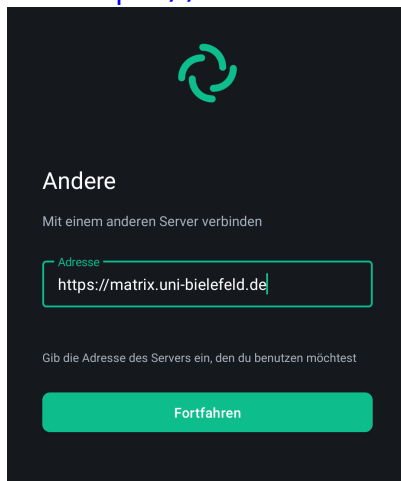 Andere
Mit einem anderen Server verbinden
Adresse
https://matrix.uni-bielefeld.de
Gib die Adresse des Servers ein, den du benutzen möchtest
Fortfahren